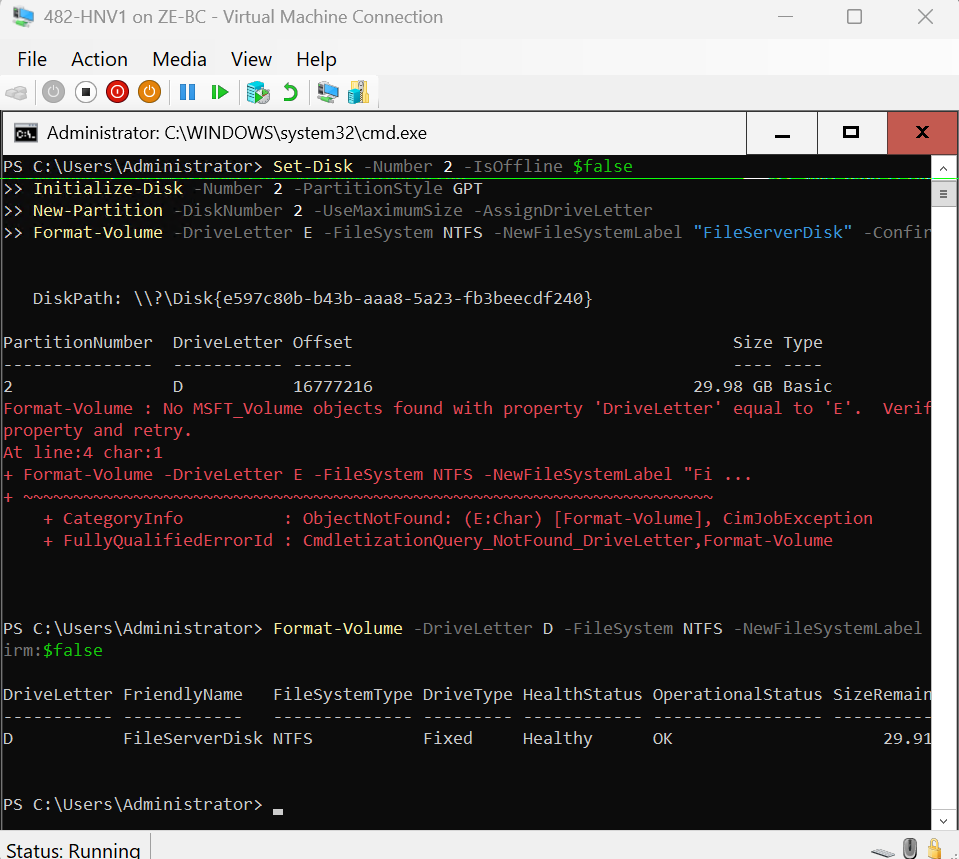 482-HNV1 on ZE-BC - Virtual Machine Connection
File Action Media View Help
Administrator: C:\WINDOWS\system32\cmd.exe
PS C:\Users\Administrator> Set-Disk -Number 2 -IsOffline $false
>> Initialize-Disk -Number 2 -PartitionStyle GPT
>> New-Partition -DiskNumber 2 -UseMaximumSize -AssignDriveLetter
>> Format-Volume -DriveLetter E -FileSystem NTFS -NewFileSystemLabel "FileServerDisk" -Confir
DiskPath: \\?\Disk{e597c80b-b43b-aaa8-5a23-fb3beecdf240}
PartitionNumber DriveLetter Offset Size Type
--------------- ----------- ------ ---- ----
2 D 16777216 29.98 GB Basic
Format-Volume : No MSFT_Volume objects found with property 'DriveLetter' equal to 'E'. Verif
property and retry.
At line:4 char:1
+ Format-Volume -DriveLetter E -FileSystem NTFS -NewFileSystemLabel "Fi ...
+ ~~~~~~~~~~~~~~~~~~~~~~~~~~~~~~~~~~~~~~~~~~~~~~~~~~~~~~~~~~~~~~~~~~~~~
+ CategoryInfo : ObjectNotFound: (E:Char) [Format-Volume], CimJobException
+ FullyQualifiedErrorId : CmdletizationQuery_NotFound_DriveLetter,Format-Volume
PS C:\Users\Administrator> Format-Volume -DriveLetter D -FileSystem NTFS -NewFileSystemLabel
irm:$false
DriveLetter FriendlyName FileSystemType DriveType HealthStatus OperationalStatus SizeRemain
----------- ------------ -------------- --------- ------------ ----------------- ----------
D FileServerDisk NTFS Fixed Healthy OK 29.91
PS C:\Users\Administrator>
Status: Running